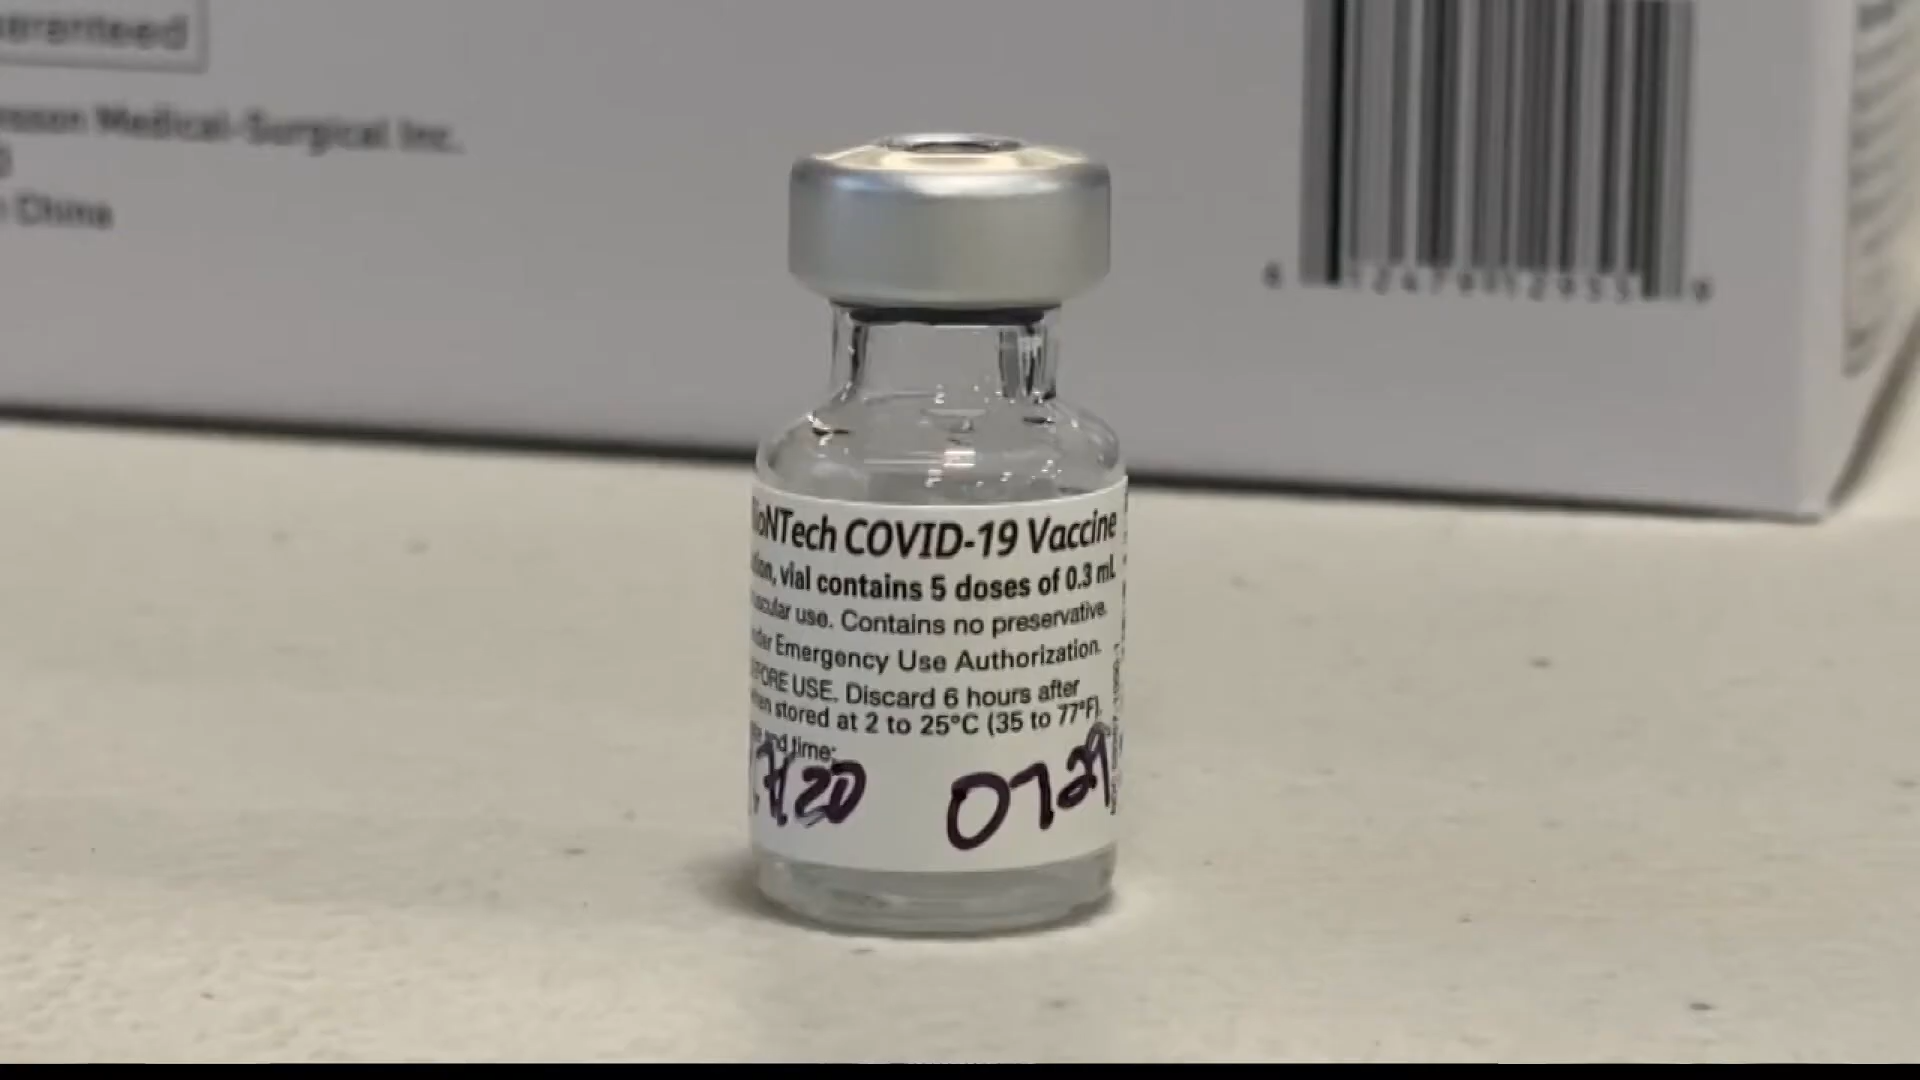 Medical-Surgical Inc.
China
COVID-19 Vaccine
vial contains 5 doses of 0.3 mL
use. Contains no preservative.
Emergency Use Authorization.
USE. Discard 6 hours after
stored at 2 to 25°C (35 to 77°F).
and time:
0729